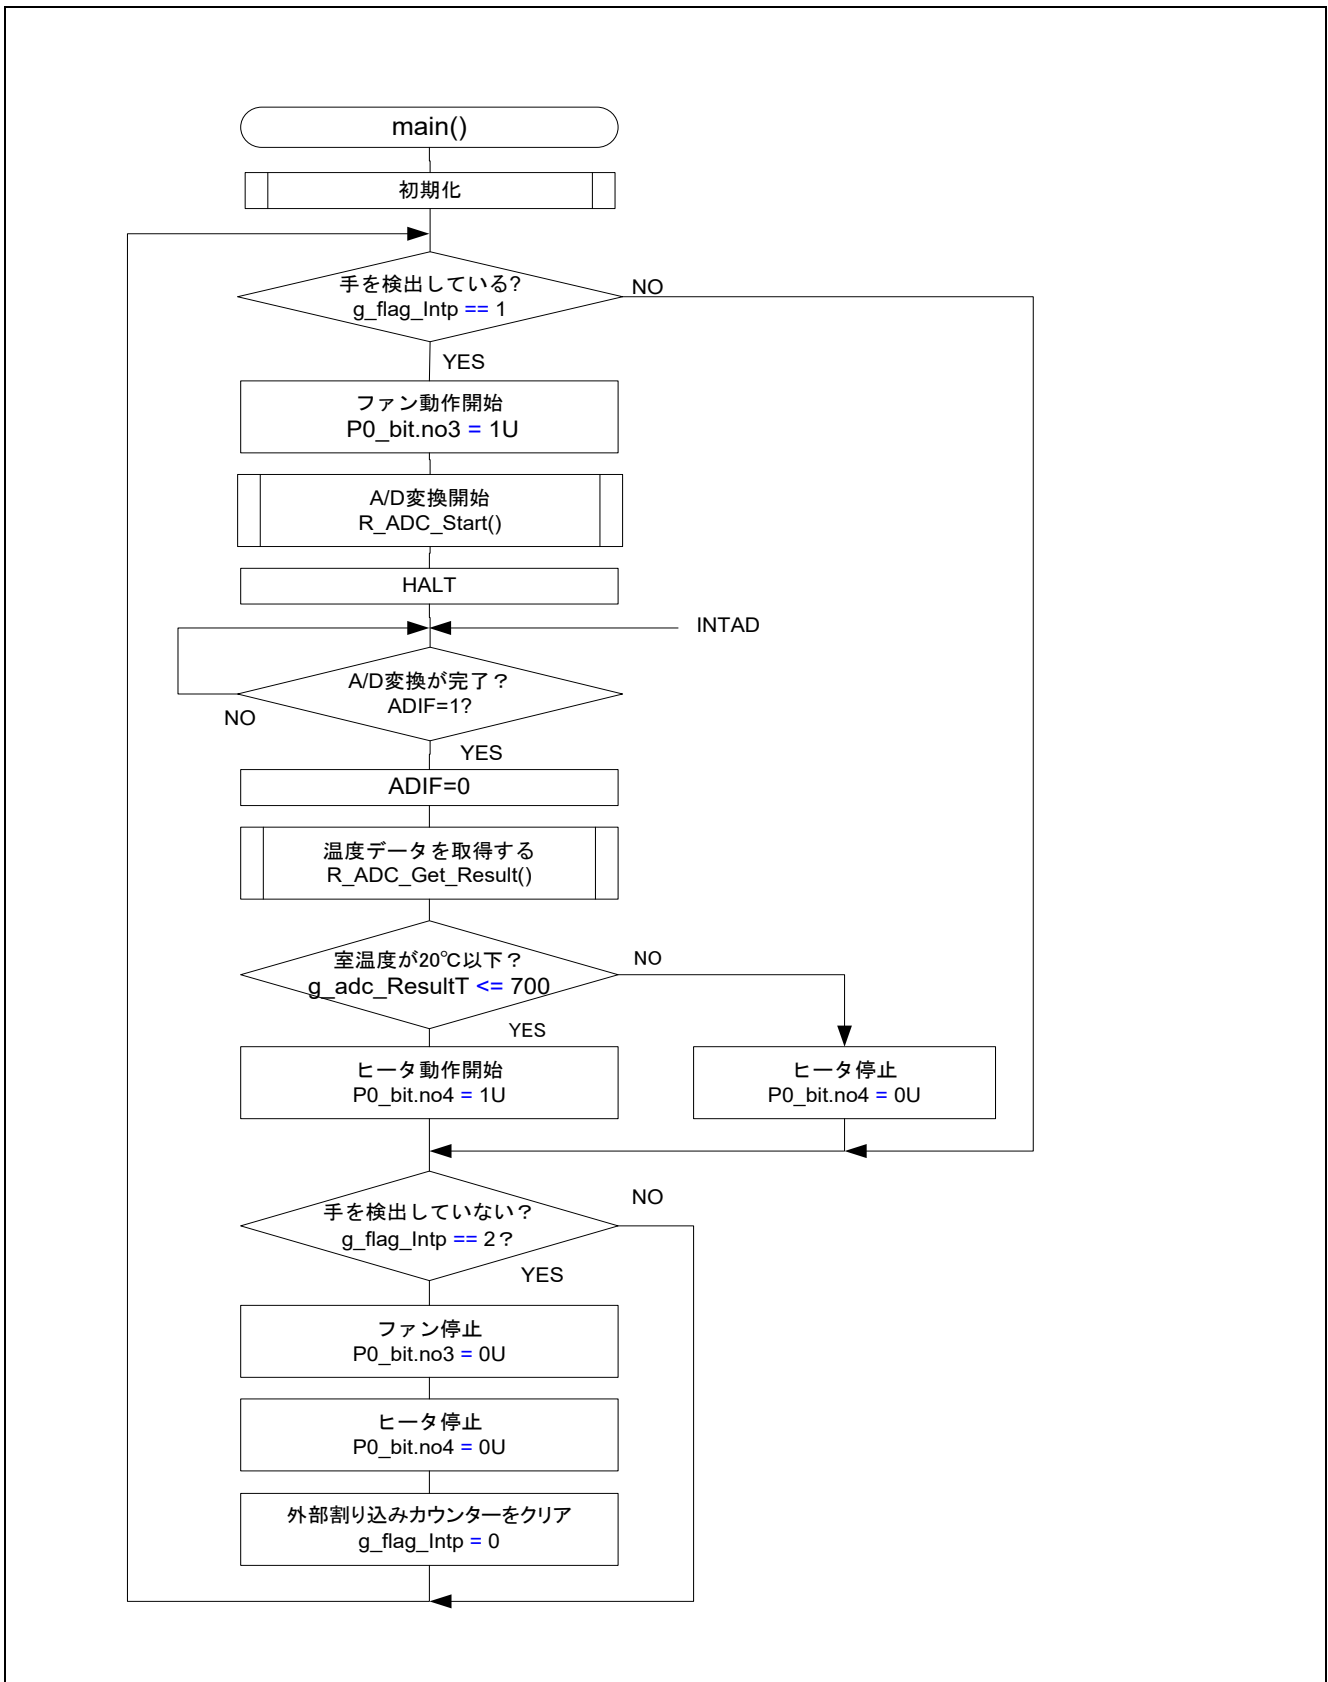 main()
初期化
手を検出している?
g_flag_Intp == 1
NO
YES
ファン動作開始
P0_bit.no3 = 1U
A/D変換開始
R_ADC_Start()
HALT
INTAD
A/D変換が完了？
ADIF=1?
NO
YES
ADIF=0
温度データを取得する
R_ADC_Get_Result()
室温度が20℃以下？
g_adc_ResultT <= 700
NO
YES
ヒータ動作開始
P0_bit.no4 = 1U
ヒータ停止
P0_bit.no4 = 0U
手を検出していない？
g_flag_Intp == 2？
NO
YES
ファン停止
P0_bit.no3 = 0U
ヒータ停止
P0_bit.no4 = 0U
外部割り込みカウンターをクリア
g_flag_Intp = 0